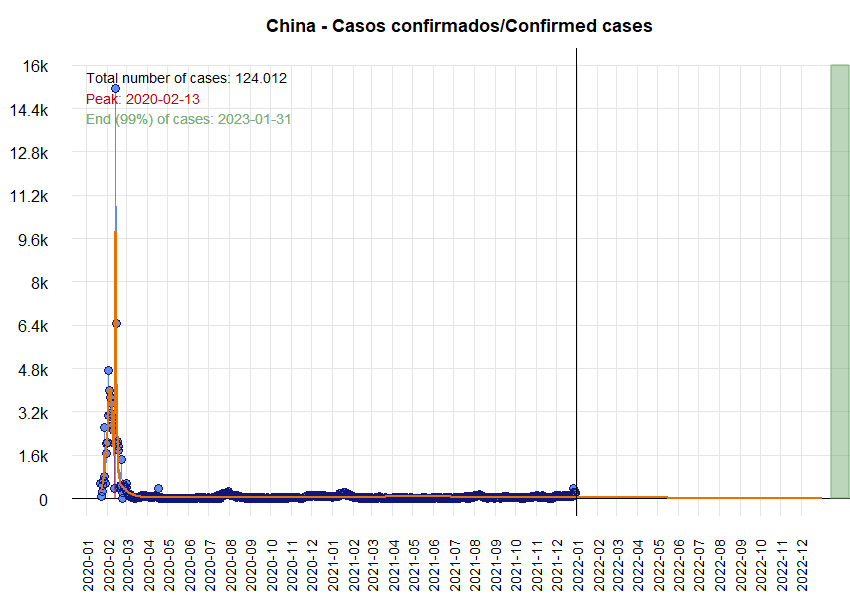 China - Casos confirmados/Confirmed cases
Total number of cases: 124.012
Peak: 2020-02-13
End (99%) of cases: 2023-01-31
16k
14.4k
12.8k
11.2k
9.6k
8k
6.4k
4.8k
3.2k
1.6k
0
2020-01
2020-02
2020-03
2020-04
2020-05
2020-06
2020-07
2020-08
2020-09
2020-10
2020-11
2020-12
2021-01
2021-02
2021-03
2021-04
2021-05
2021-06
2021-07
2021-08
2021-09
2021-10
2021-11
2021-12
2022-01
2022-02
2022-03
2022-04
2022-05
2022-06
2022-07
2022-08
2022-09
2022-10
2022-11
2022-12